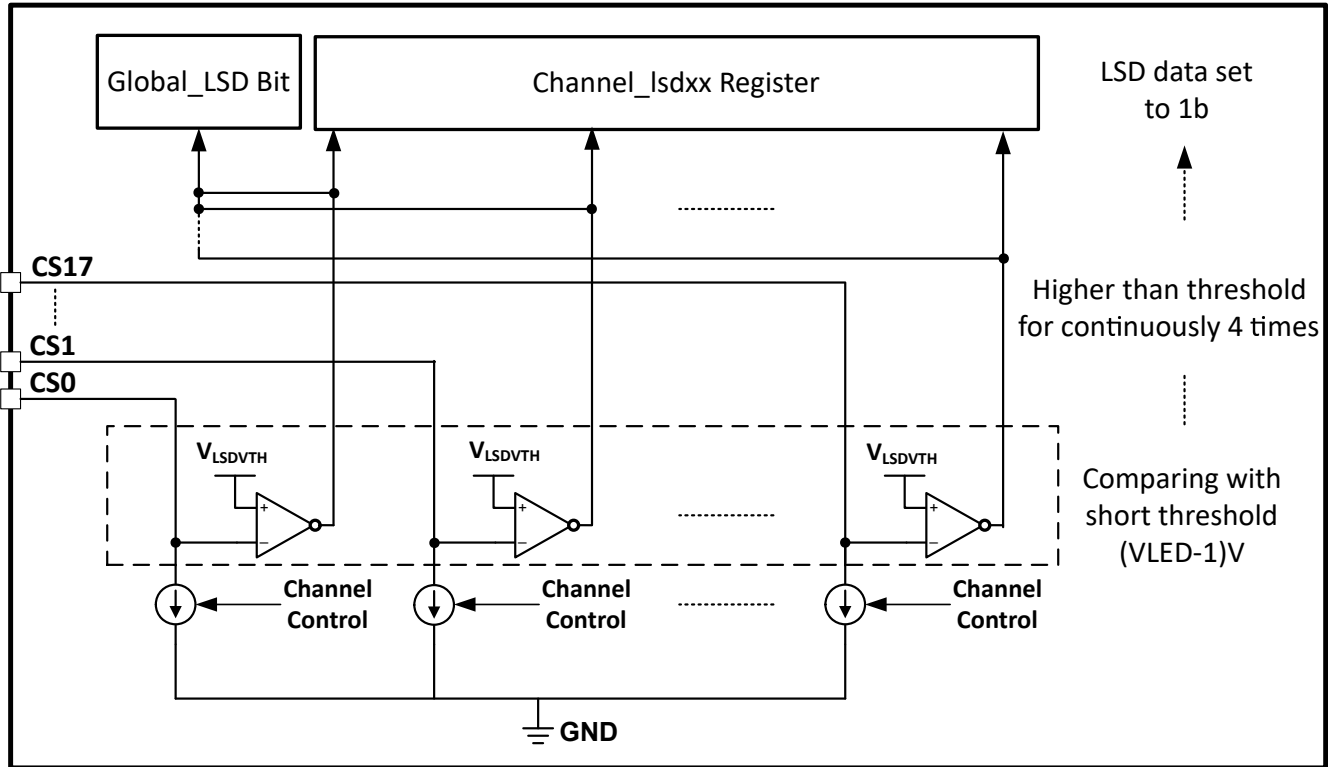 Global_LSD Bit
Channel_lsdxx Register
LSD data set
to 1b
CS17
CS1
CS0
Higher than threshold
for continuously 4 times
VLSDVTH
VLSDVTH
VLSDVTH
+
−
+
−
+
−
Comparing with
short threshold
(VLED-1)V
Channel
Control
Channel
Control
Channel
Control
GND